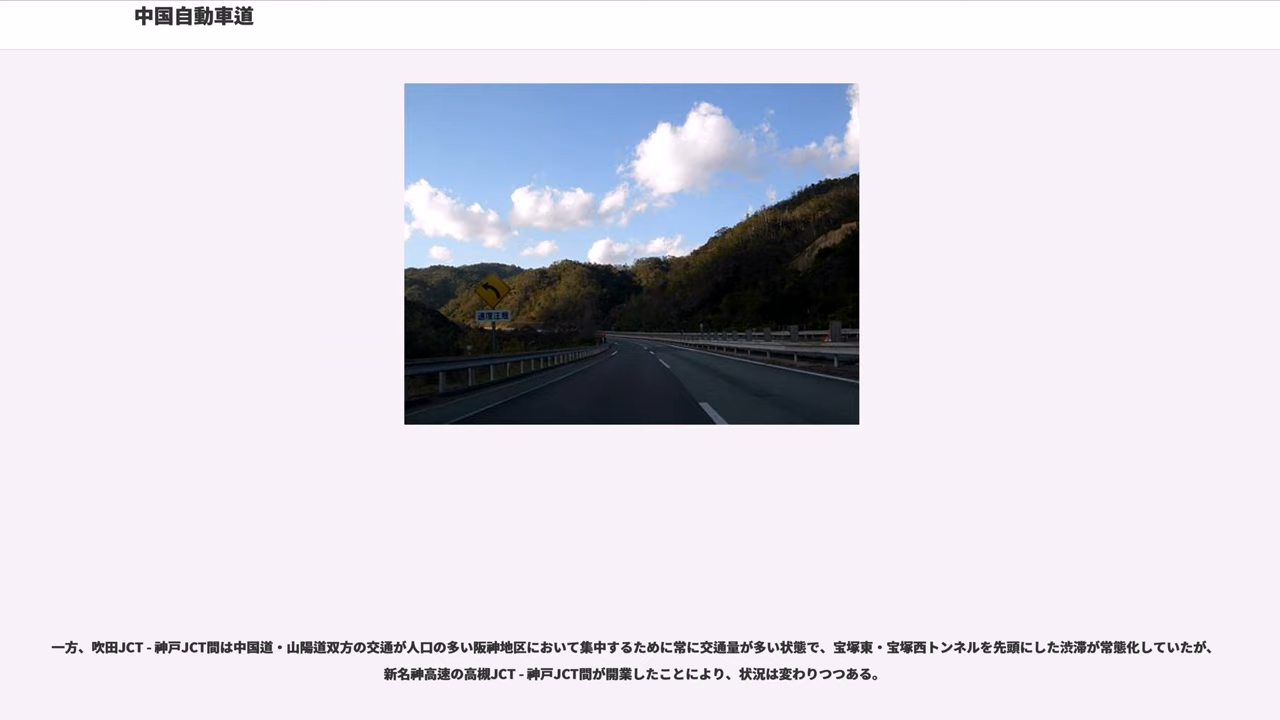 中国自動車道
速度注意
一方、吹田JCT - 神戸JCT間は中国道・山陽道双方の交通が人口の多い阪神地区において集中するために常に交通量が多い状態で、宝塚東・宝塚西トンネルを先頭にした渋滞が常態化していたが、
新名神高速の高槻JCT - 神戸JCT間が開業したことにより、状況は変わりつつある。